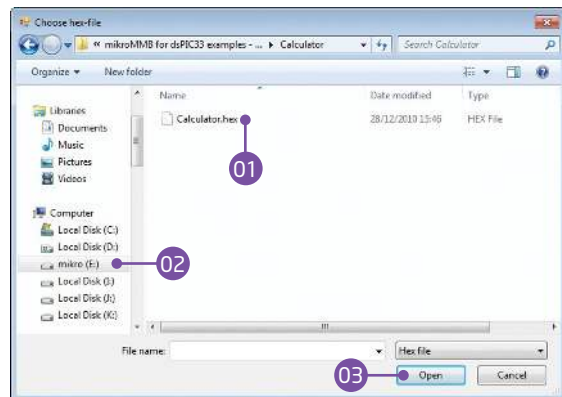 Choose hex-file
« mikroMMB for dsPIC33 examples - ... ▸ Calculator
Search Calculator
Organize ▾ New folder
Name Date modified Type
Calculator.hex 28/12/2010 15:46 HEX File
01
Libraries
Documents
Music
Pictures
Videos
Computer
Local Disk (C:)
Local Disk (D:)
mikro (E:)
02
Local Disk (I:)
Local Disk (J:)
Local Disk (K:)
File name: Hex file
03
Open Cancel